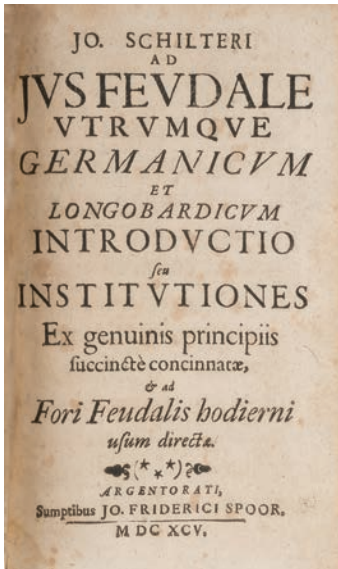 JO. SCHILTERI
AD
JVS FEVDALE
VTRVMQVE
GERMANICVM
ET
LONGOBARDICVM
INTRODVCTIO
seu
INSTITVTIONES
Ex genuinis principiis
succinctè concinnatæ,
& ad
Fori Feudalis hodierni
usum directæ.
ARGENTORATI,
Sumptibus JO. FRIDERICI SPOOR,
M DC XCV.